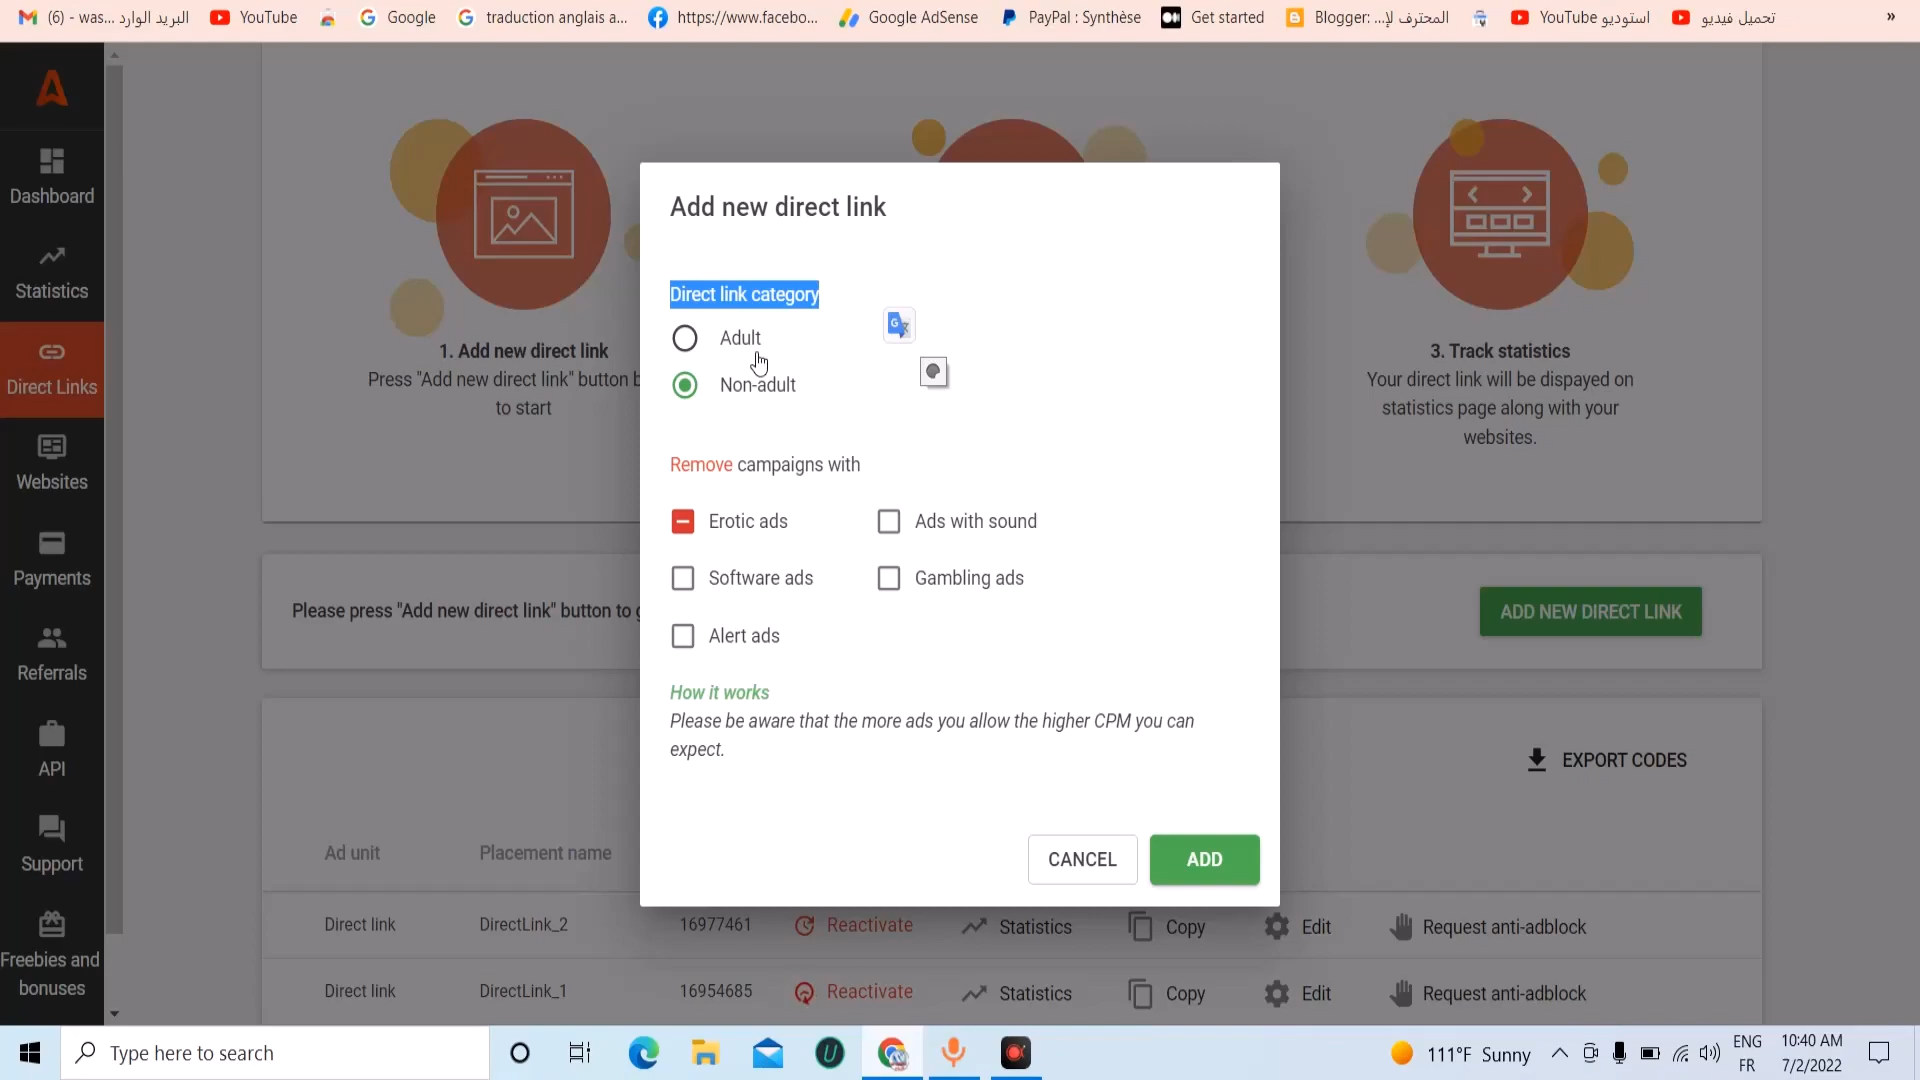 (6) - was... البريد الوارد
YouTube
Google
traduction anglais a...
https://www.facebo...
Google AdSense
PayPal : Synthèse
Get started
Blogger: ...المحترف لإ
YouTube استوديو
تحميل فيديو
»
Dashboard
Statistics
Direct Links
Websites
Payments
Referrals
API
Support
Freebies and
bonuses
1. Add new direct link
Press "Add new direct link" button b
to start
3. Track statistics
Your direct link will be dispayed on
statistics page along with your
websites.
Add new direct link
Direct link category
Adult
Non-adult
Remove campaigns with
Erotic ads
Ads with sound
Software ads
Gambling ads
Alert ads
How it works
Please be aware that the more ads you allow the higher CPM you can
expect.
CANCEL
ADD
Please press "Add new direct link" button to g
ADD NEW DIRECT LINK
EXPORT CODES
Ad unit
Placement name
Direct link DirectLink_2 16977461 Reactivate Statistics Copy Edit Request anti-adblock
Direct link DirectLink_1 16954685 Reactivate Statistics Copy Edit Request anti-adblock
Type here to search
111°F Sunny
ENG
FR
10:40 AM
7/2/2022